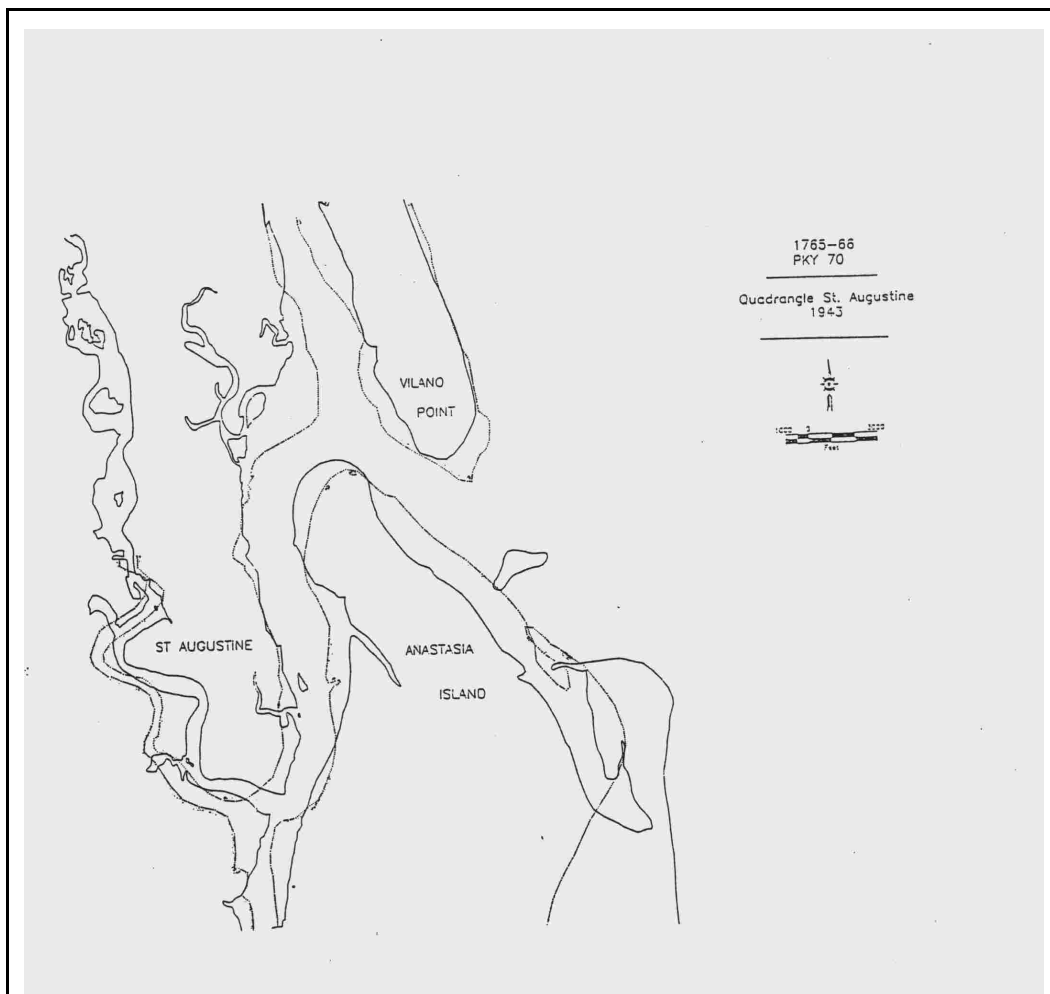 1765-66
PKY 70
Quadrangle St. Augustine
1943
VILANO
POINT
Feet
ST AUGUSTINE
ANASTASIA
ISLAND